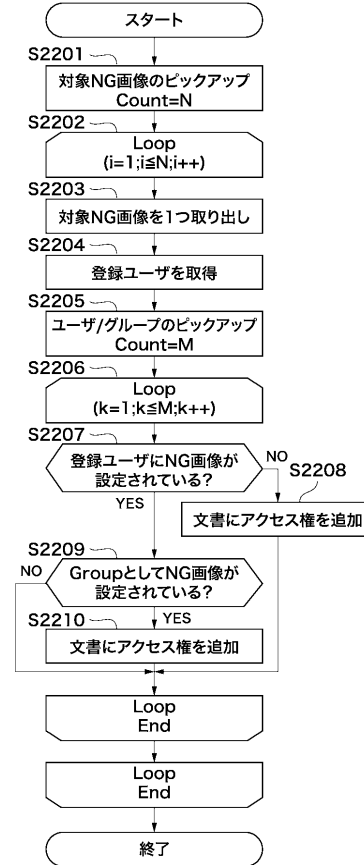 スタート
S2201
対象NG画像のピックアップ
Count=N
S2202
Loop
(i=1;i≦N;i++)
S2203
対象NG画像を1つ取り出し
S2204
登録ユーザを取得
S2205
ユーザ/グループのピックアップ
Count=M
S2206
Loop
(k=1;k≦M;k++)
S2207
登録ユーザにNG画像が
設定されている?
NO
S2208
YES
文書にアクセス権を追加
S2209
NO
GroupとしてNG画像が
設定されている?
S2210
YES
文書にアクセス権を追加
Loop
End
Loop
End
終了